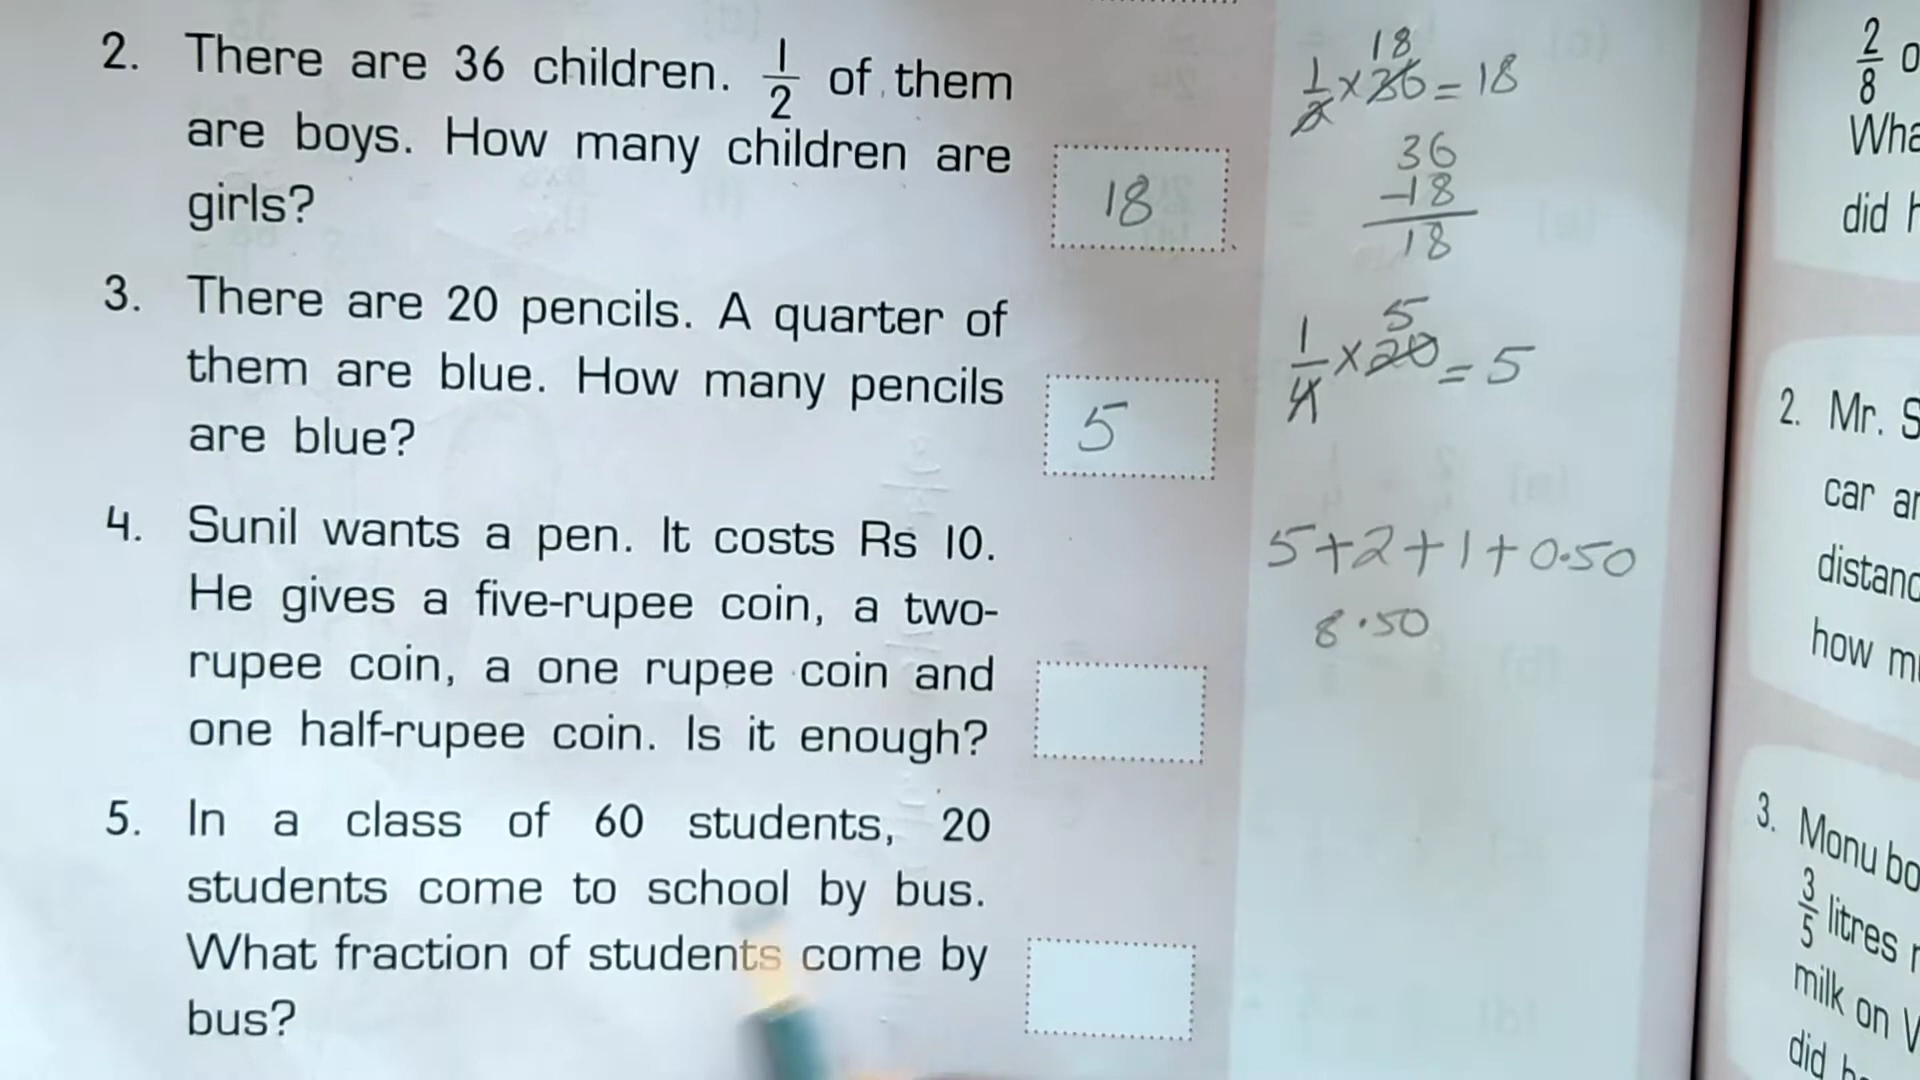 2. There are 36 children. 1/2 of them
are boys. How many children are
girls?
18
1/2 × 36 = 18
18
36
-18
18
3. There are 20 pencils. A quarter of
them are blue. How many pencils
are blue?
5
1/4 × 20 = 5
5
4. Sunil wants a pen. It costs Rs 10.
He gives a five-rupee coin, a two-
rupee coin, a one rupee coin and
one half-rupee coin. Is it enough?
5+2+1+0.50
8.50
5. In a class of 60 students, 20
students come to school by bus.
What fraction of students come by
bus?
2/8
did
2. Mr. S
car
how
3. Monu bo
3/5 litres
milk on
did